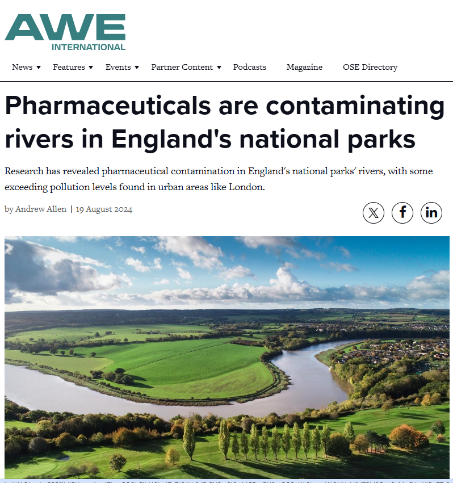 AWE
INTERNATIONAL
News Features Events Partner Content Podcasts Magazine OSE Directory
Pharmaceuticals are contaminating
rivers in England's national parks
Research has revealed pharmaceutical contamination in England's national parks' rivers, with some
exceeding pollution levels found in urban areas like London.
by Andrew Allen | 19 August 2024
X f in